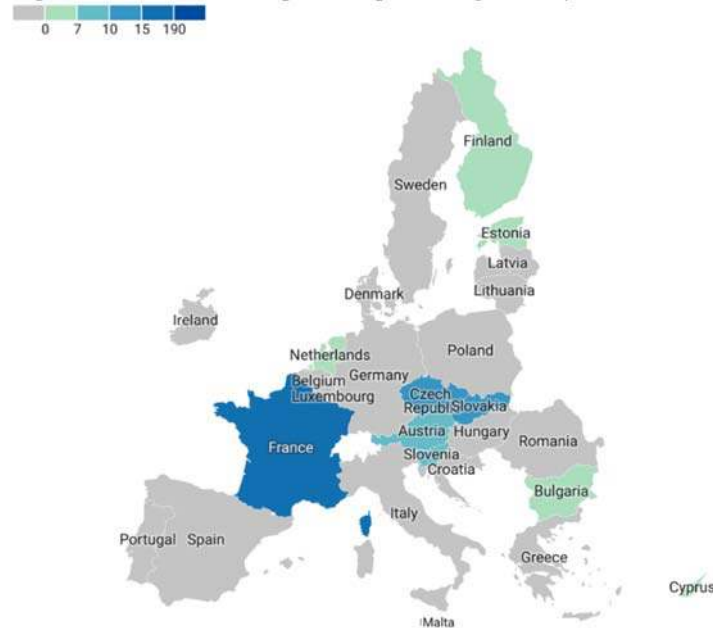 0 7 10 15 190
Finland
Sweden
Estonia
Latvia
Lithuania
Denmark
Ireland
Netherlands
Poland
Belgium
Germany
Luxembourg
Czech
Republ
Slovakia
Austria
Hungary
France
Romania
Slovenia
Croatia
Bulgaria
Italy
Portugal
Spain
Greece
Cyprus
Malta